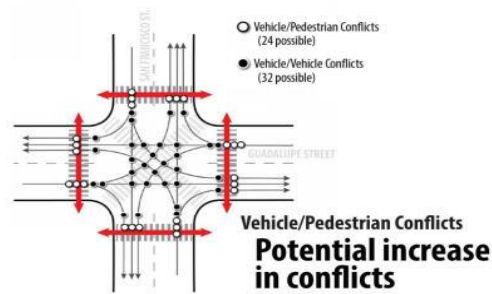 SAN FRANCISCO ST.
Vehicle/Pedestrian Conflicts
(24 possible)
Vehicle/Vehicle Conflicts
(32 possible)
GUADALUPE STREET
Vehicle/Pedestrian Conflicts
Potential increase
in conflicts